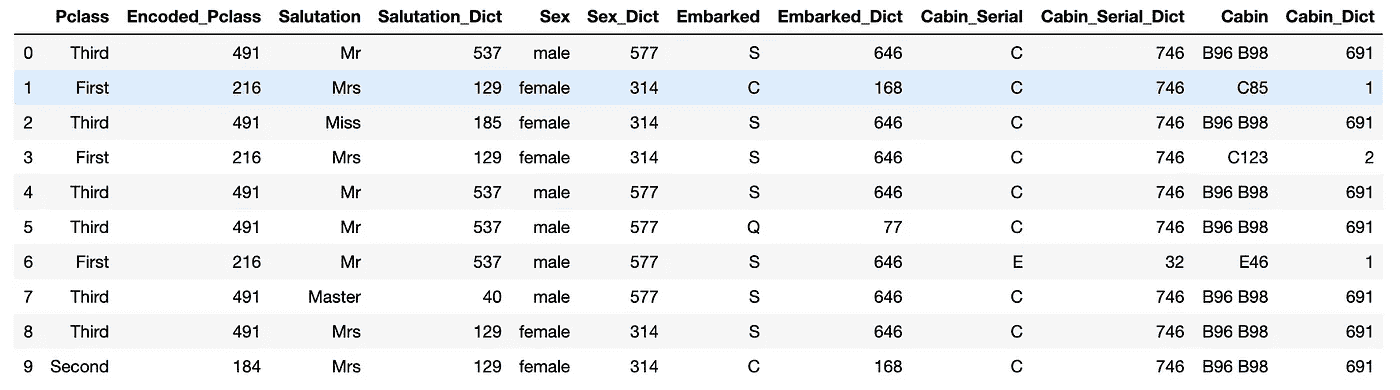 Pclass Encoded_Pclass Salutation Salutation_Dict Sex Sex_Dict Embarked Embarked_Dict Cabin_Serial Cabin_Serial_Dict Cabin Cabin_Dict
0 Third 491 Mr 537 male 577 S 646 C 746 B96 B98 691
1 First 216 Mrs 129 female 314 C 168 C 746 C85 1
2 Third 491 Miss 185 female 314 S 646 C 746 B96 B98 691
3 First 216 Mrs 129 female 314 S 646 C 746 C123 2
4 Third 491 Mr 537 male 577 S 646 C 746 B96 B98 691
5 Third 491 Mr 537 male 577 Q 77 C 746 B96 B98 691
6 First 216 Mr 537 male 577 S 646 E 32 E46 1
7 Third 491 Master 40 male 577 S 646 C 746 B96 B98 691
8 Third 491 Mrs 129 female 314 S 646 C 746 B96 B98 691
9 Second 184 Mrs 129 female 314 C 168 C 746 B96 B98 691